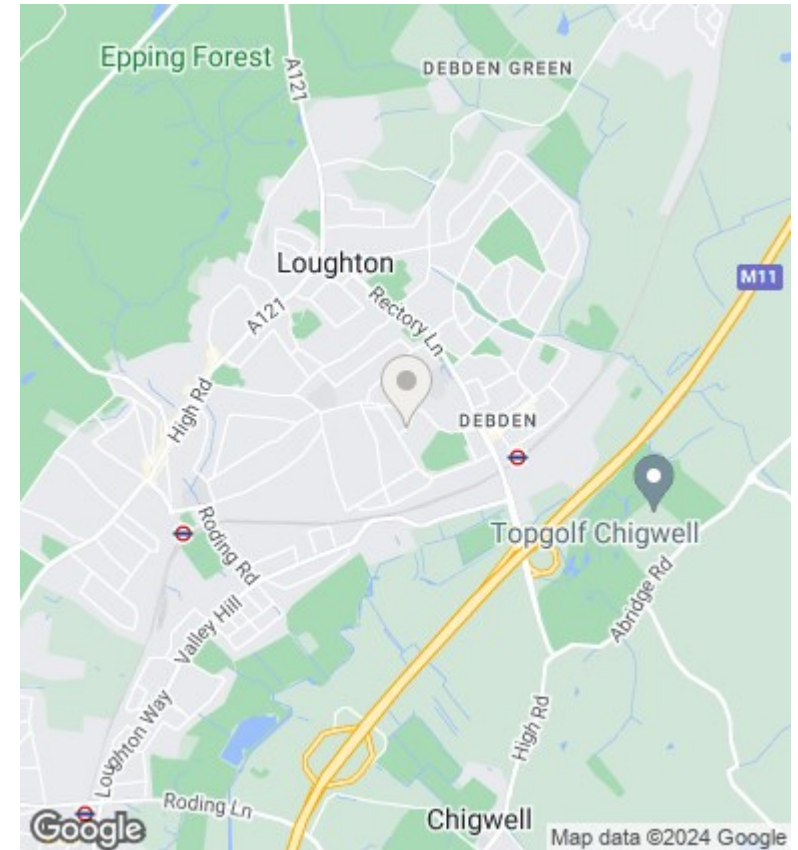 Epping Forest
A121
DEBDEN GREEN
Loughton
M11
A121
Rectory Ln
High Rd
DEBDEN
Topgolf Chigwell
Roding Rd
Abridge Rd
Valley Hill
Loughton Way
High Rd
Roding Ln
Chigwell
Google
Map data ©2024 Google